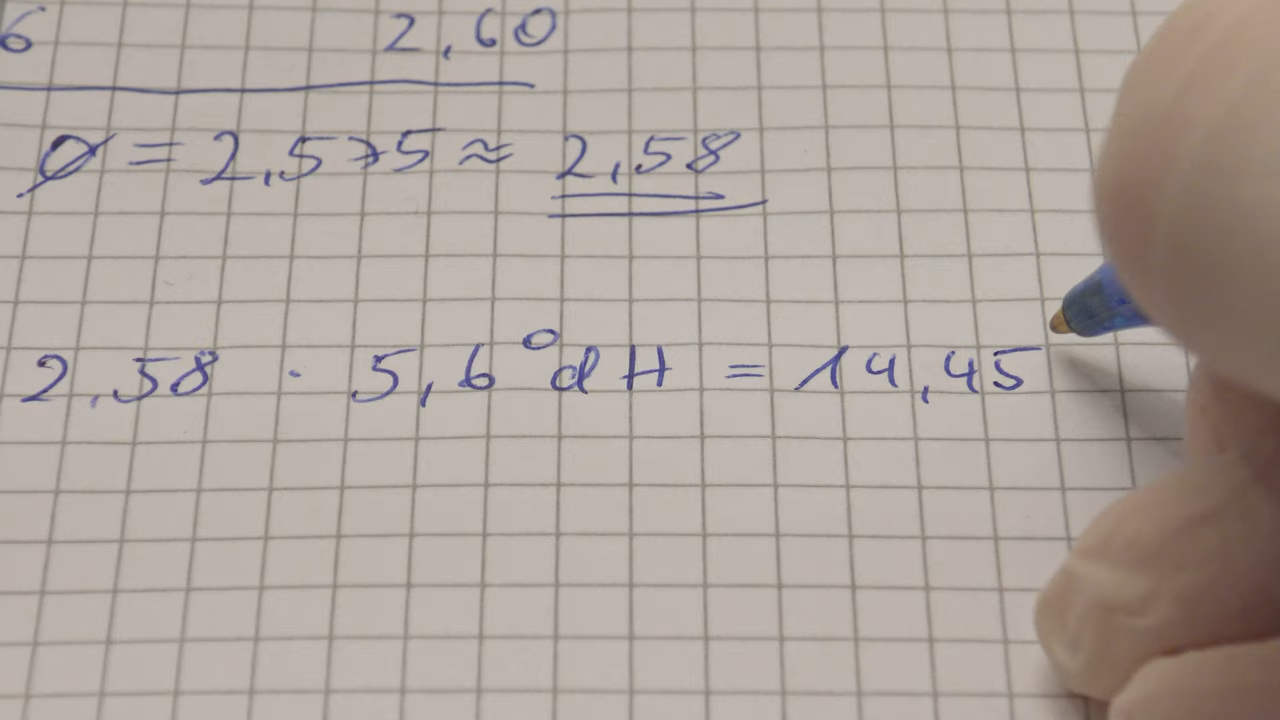 6 2,60
Ø = 2,575 ≈ 2,58
2,58 · 5,6 °dH = 14,45